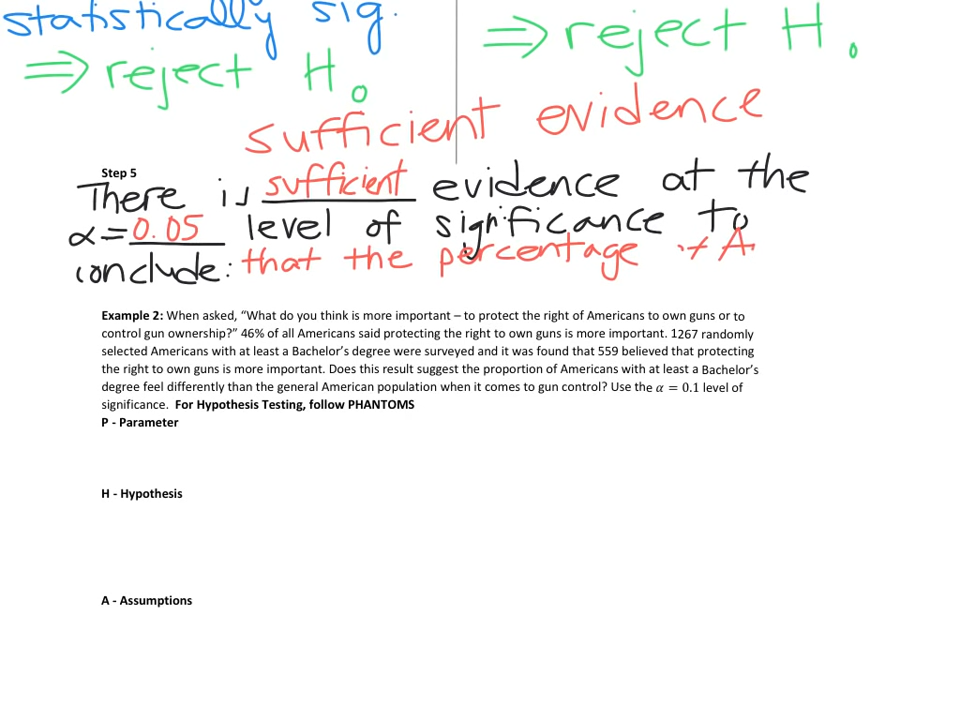 statistically sig. ⇒ reject H₀
⇒ reject H₀
sufficient evidence
Step 5
There is sufficient evidence at the
α = 0.05 level of significance to
conclude: that the percentage of A
Example 2: When asked, “What do you think is more important – to protect the right of Americans to own guns or to
control gun ownership?” 46% of all Americans said protecting the right to own guns is more important. 1267 randomly
selected Americans with at least a Bachelor’s degree were surveyed and it was found that 559 believed that protecting
the right to own guns is more important. Does this result suggest the proportion of Americans with at least a Bachelor’s
degree feel differently than the general American population when it comes to gun control? Use the α = 0.1 level of
significance. For Hypothesis Testing, follow PHANTOMS
P - Parameter
H - Hypothesis
A - Assumptions